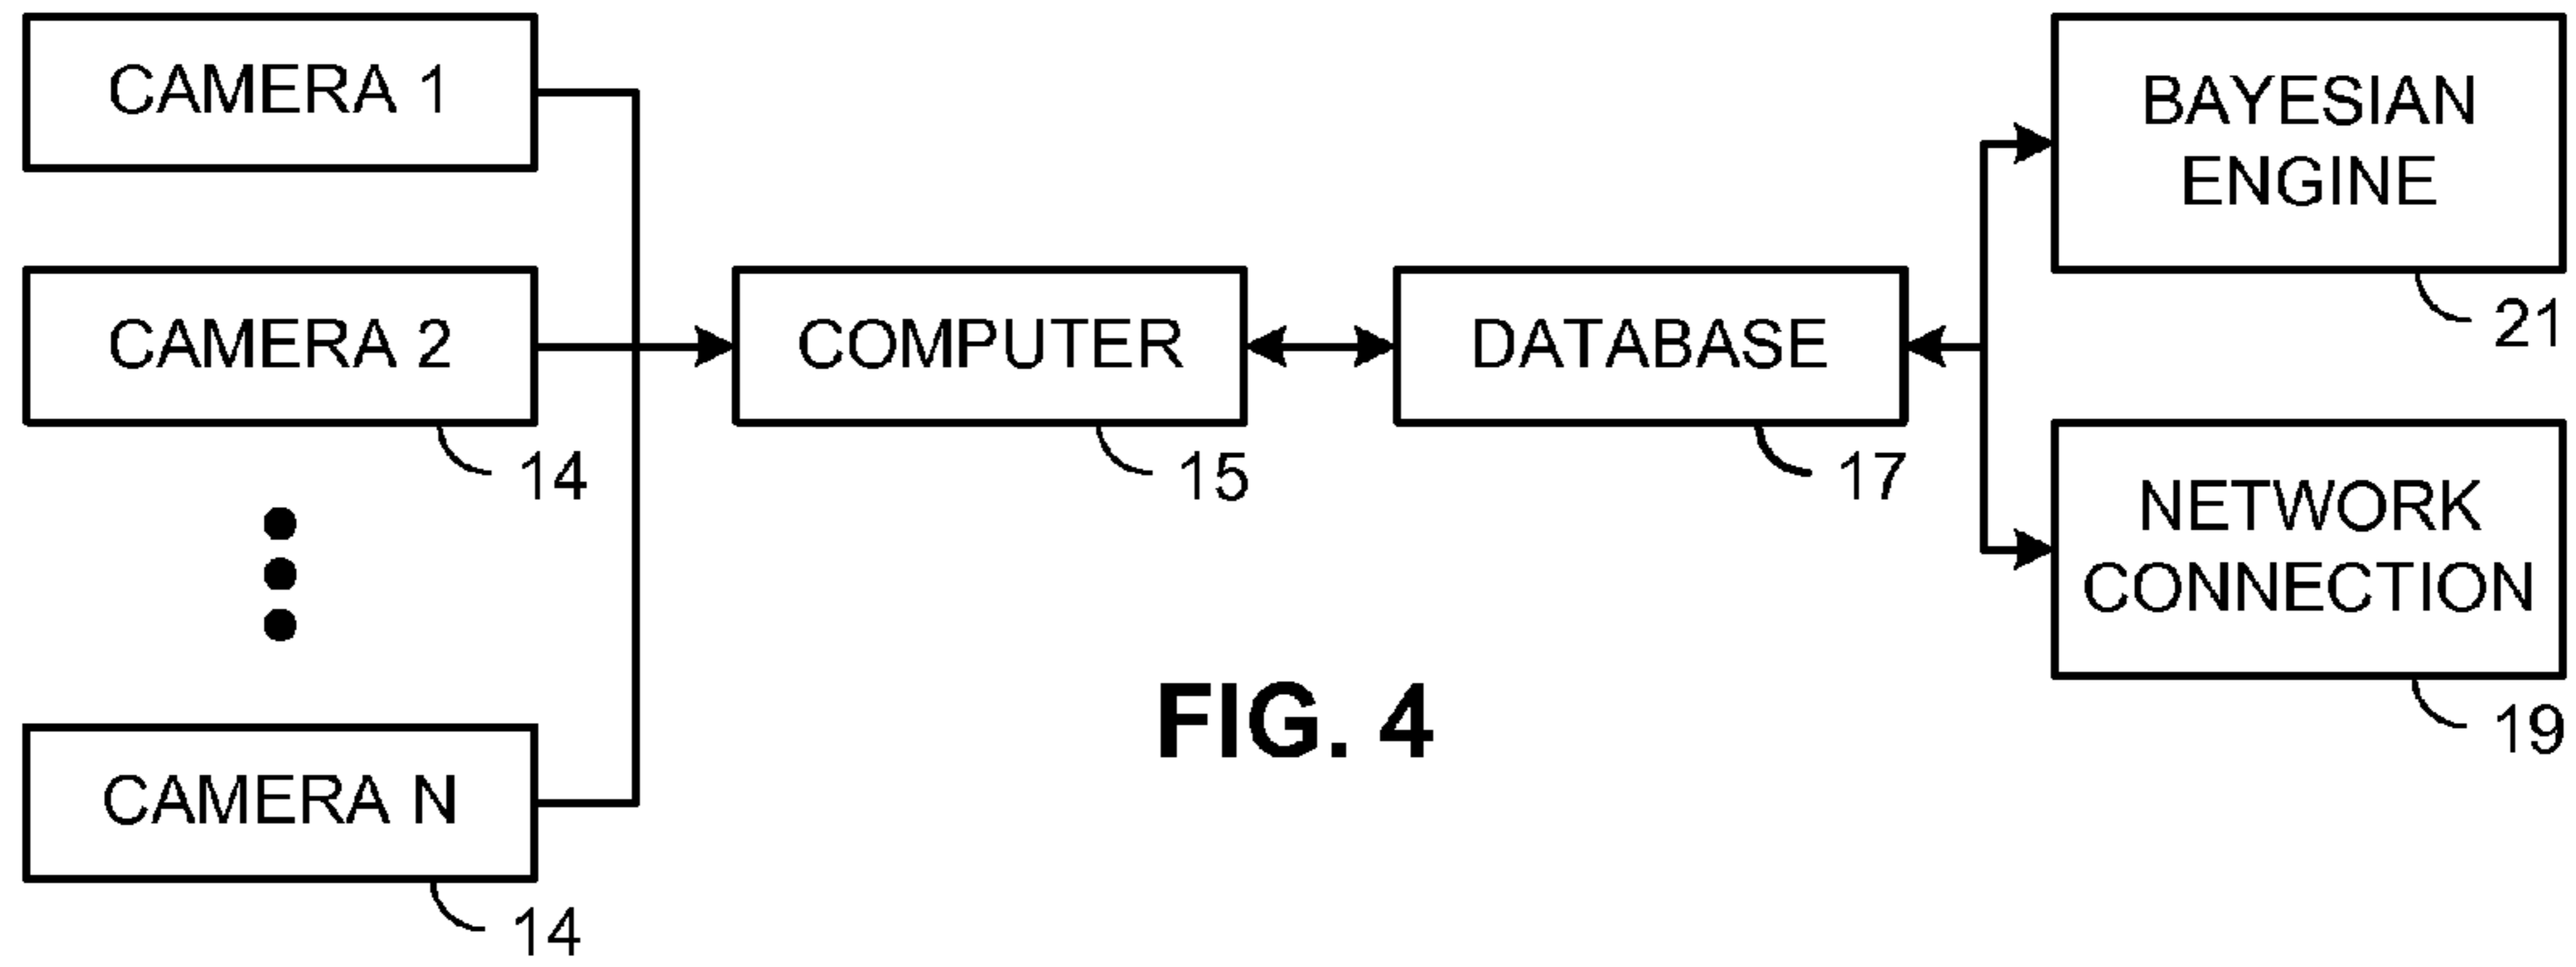 CAMERA 1
CAMERA 2
14
CAMERA N
14
COMPUTER
15
DATABASE
17
BAYESIAN
ENGINE
21
NETWORK
CONNECTION
19
FIG. 4